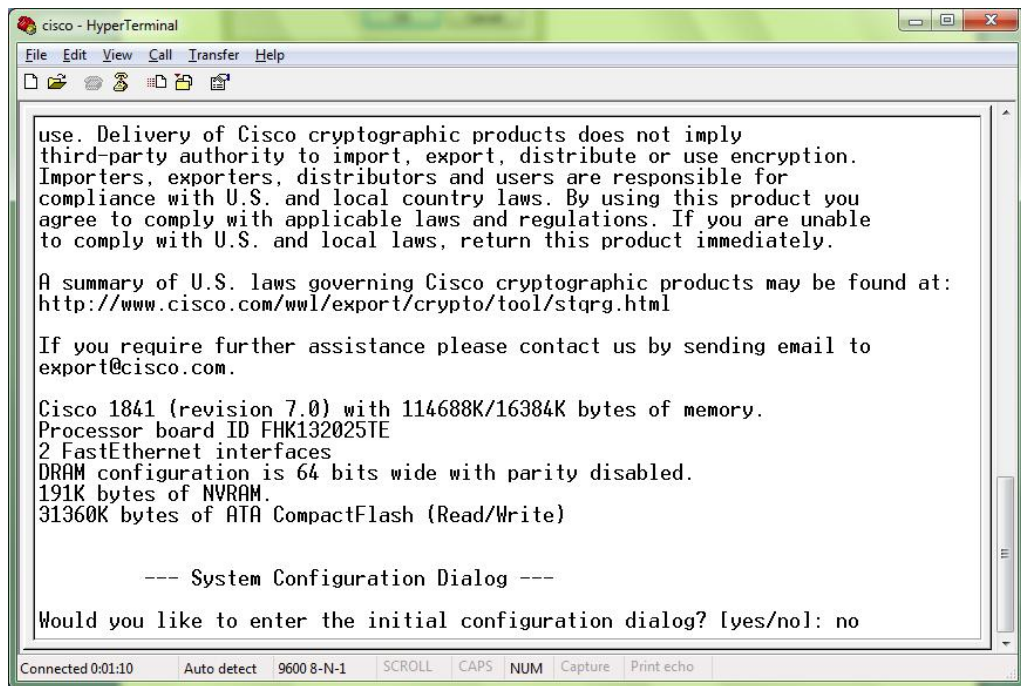 cisco - HyperTerminal
File Edit View Call Transfer Help
use. Delivery of Cisco cryptographic products does not imply
third-party authority to import, export, distribute or use encryption.
Importers, exporters, distributors and users are responsible for
compliance with U.S. and local country laws. By using this product you
agree to comply with applicable laws and regulations. If you are unable
to comply with U.S. and local laws, return this product immediately.
A summary of U.S. laws governing Cisco cryptographic products may be found at:
http://www.cisco.com/wwl/export/crypto/tool/stqrg.html
If you require further assistance please contact us by sending email to
export@cisco.com.
Cisco 1841 (revision 7.0) with 114688K/16384K bytes of memory.
Processor board ID FHK132025TE
2 FastEthernet interfaces
DRAM configuration is 64 bits wide with parity disabled.
191K bytes of NVRAM.
31360K bytes of ATA CompactFlash (Read/Write)
--- System Configuration Dialog ---
Would you like to enter the initial configuration dialog? [yes/no]: no
Connected 0:01:10 Auto detect 9600 8-N-1 SCROLL CAPS NUM Capture Print echo